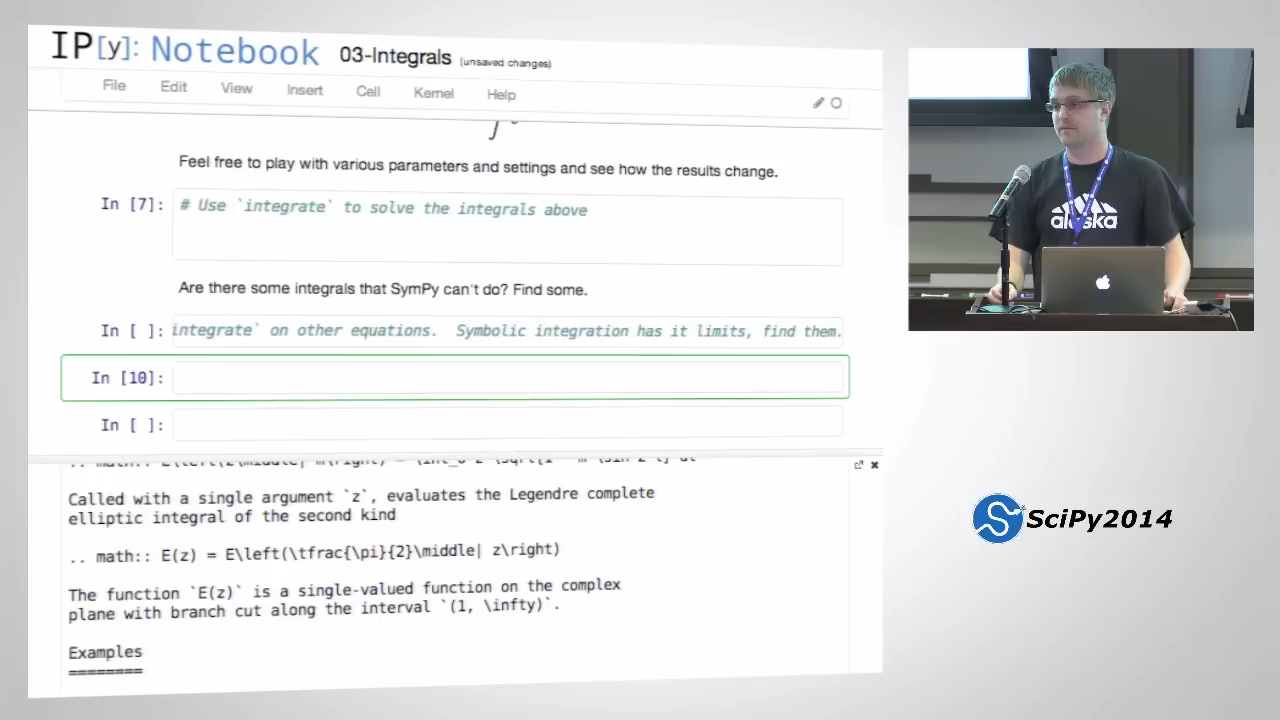 IP[y]: Notebook 03-Integrals (unsaved changes)
File Edit View Insert Cell Kernel Help
Feel free to play with various parameters and settings and see how the results change.
In [7]: # Use `integrate` to solve the integrals above
Are there some integrals that SymPy can't do? Find some.
In [ ]: integrate` on other equations. Symbolic integration has it limits, find them.
In [10]:
In [ ]:
Called with a single argument `z`, evaluates the Legendre complete
elliptic integral of the second kind
.. math:: E(z) = E\left(\tfrac{\pi}{2}\middle| z\right)
The function `E(z)` is a single-valued function on the complex
plane with branch cut along the interval `(1, \infty)`.
Examples
========
alaska
SciPy2014